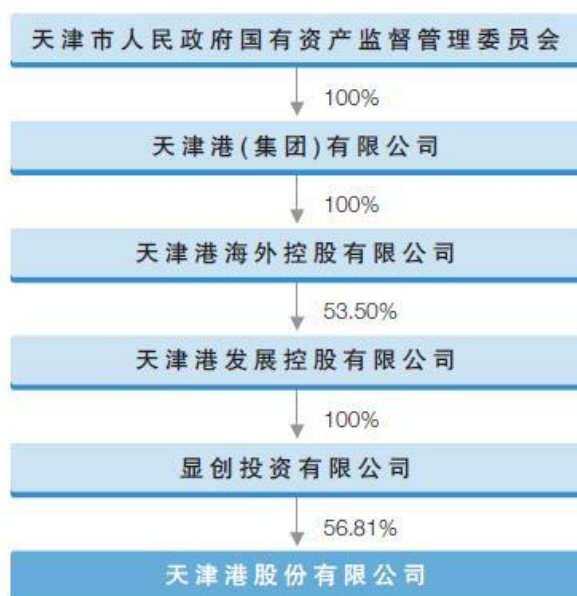 天津市人民政府国有资产监督管理委员会
100%
天津港(集团)有限公司
100%
天津港海外控股有限公司
53.50%
天津港发展控股有限公司
100%
显创投资有限公司
56.81%
天津港股份有限公司